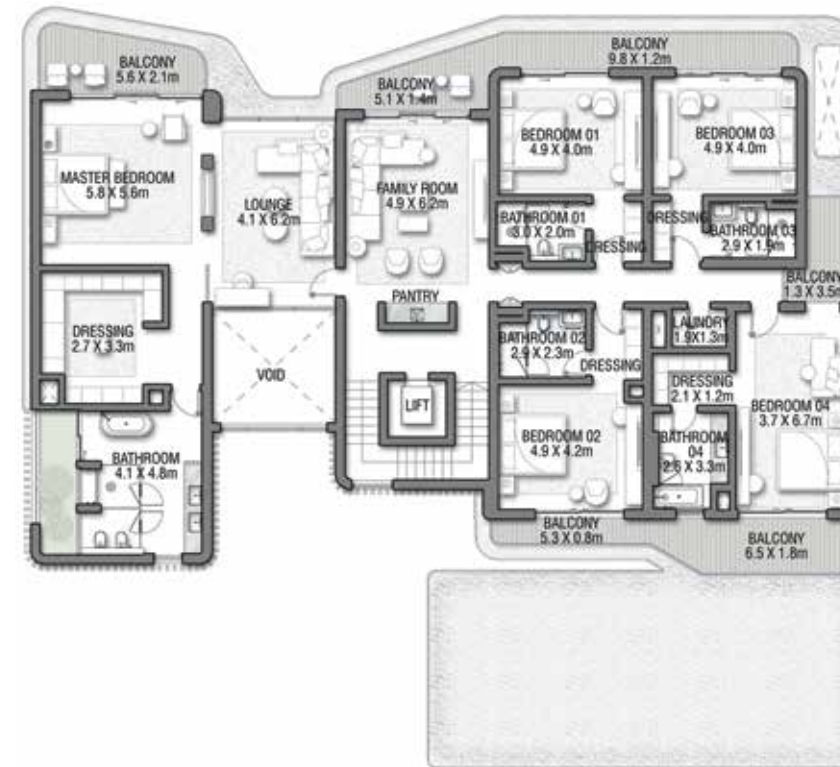 BALCONY
5.6 X 2.1m
BALCONY
5.1 X 1.4m
BALCONY
9.8 X 1.2m
MASTER BEDROOM
5.8 X 5.6m
LOUNGE
4.1 X 6.2m
FAMILY ROOM
4.9 X 6.2m
BEDROOM 01
4.9 X 4.0m
BEDROOM 03
4.9 X 4.0m
BATHROOM 01
3.0 X 2.0m
DRESSING
DRESSING
BATHROOM 03
2.9 X 1.9m
BALCONY
1.3 X 3.5m
PANTRY
DRESSING
2.7 X 3.3m
VOID
LIFT
BATHROOM 02
2.9 X 2.3m
DRESSING
LAUNDRY
1.9X1.3m
DRESSING
2.1 X 1.2m
BEDROOM 04
3.7 X 6.7m
BEDROOM 02
4.9 X 4.2m
BATHROOM
04
2.6 X 3.3m
BATHROOM
4.1 X 4.8m
BALCONY
5.3 X 0.8m
BALCONY
6.5 X 1.8m